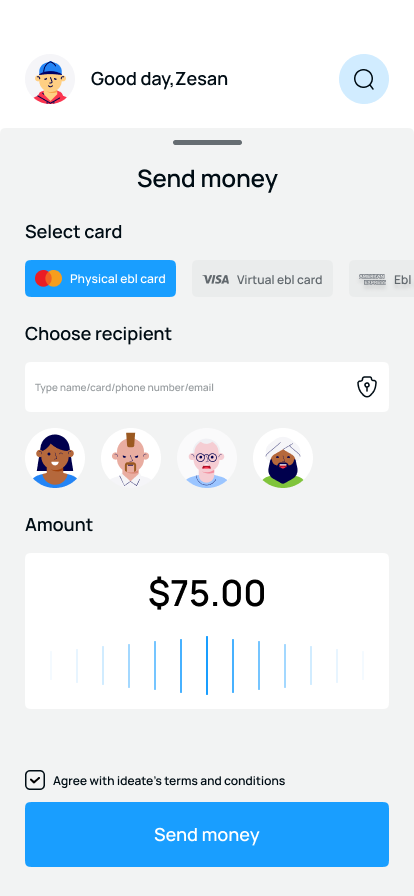 Good day,Zesan
Send money
Select card
Physical ebl card
VISA Virtual ebl card
AMERICAN EXPRESS Ebl
Choose recipient
Type name/card/phone number/email
Amount
$75.00
Agree with ideate's terms and conditions
Send money